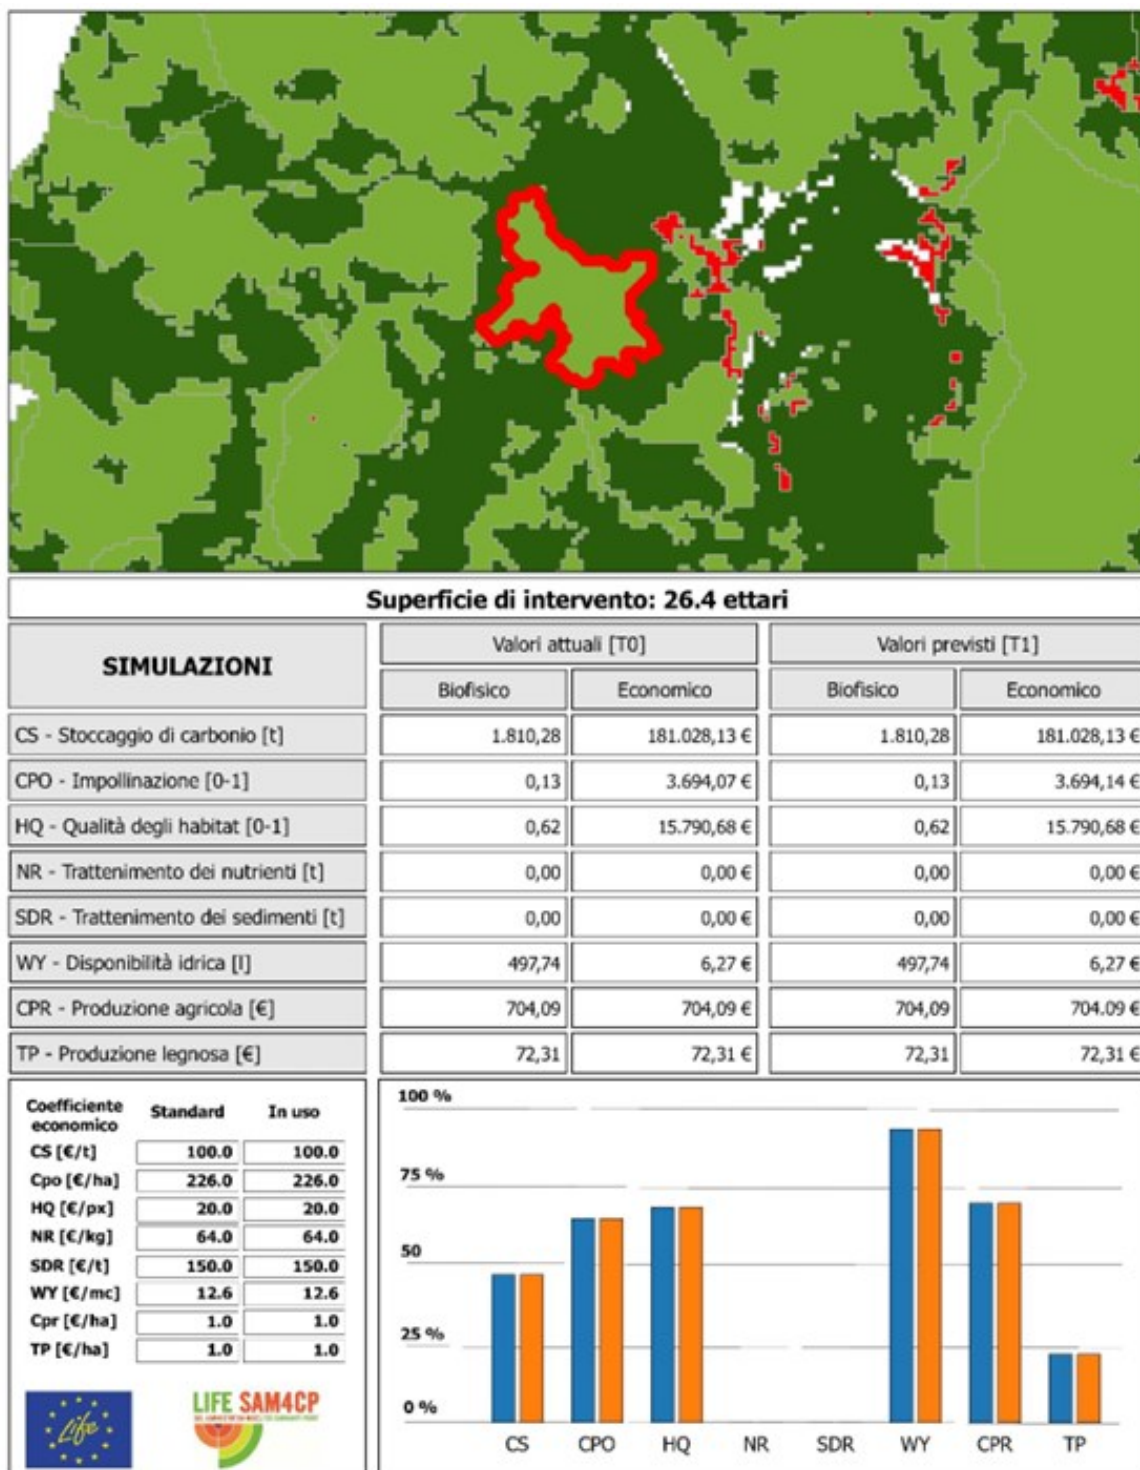 Superficie di intervento: 26.4 ettari
SIMULAZIONI
Valori attuali [T0] Valori previsti [T1]
Biofisico Economico Biofisico Economico
CS - Stoccaggio di carbonio [t] 1.810,28 181.028,13 € 1.810,28 181.028,13 €
CPO - Impollinazione [0-1] 0,13 3.694,07 € 0,13 3.694,14 €
HQ - Qualità degli habitat [0-1] 0,62 15.790,68 € 0,62 15.790,68 €
NR - Trattenimento dei nutrienti [t] 0,00 0,00 € 0,00 0,00 €
SDR - Trattenimento dei sedimenti [t] 0,00 0,00 € 0,00 0,00 €
WY - Disponibilità idrica [l] 497,74 6,27 € 497,74 6,27 €
CPR - Produzione agricola [€] 704,09 704,09 € 704,09 704.09 €
TP - Produzione legnosa [€] 72,31 72,31 € 72,31 72,31 €
Coefficiente economico Standard In uso
CS [€/t] 100.0 100.0
Cpo [€/ha] 226.0 226.0
HQ [€/px] 20.0 20.0
NR [€/kg] 64.0 64.0
SDR [€/t] 150.0 150.0
WY [€/mc] 12.6 12.6
Cpr [€/ha] 1.0 1.0
TP [€/ha] 1.0 1.0
Life
LIFE SAM4CP
100 %
75 %
50
25 %
0 %
CS CPO HQ NR SDR WY CPR TP